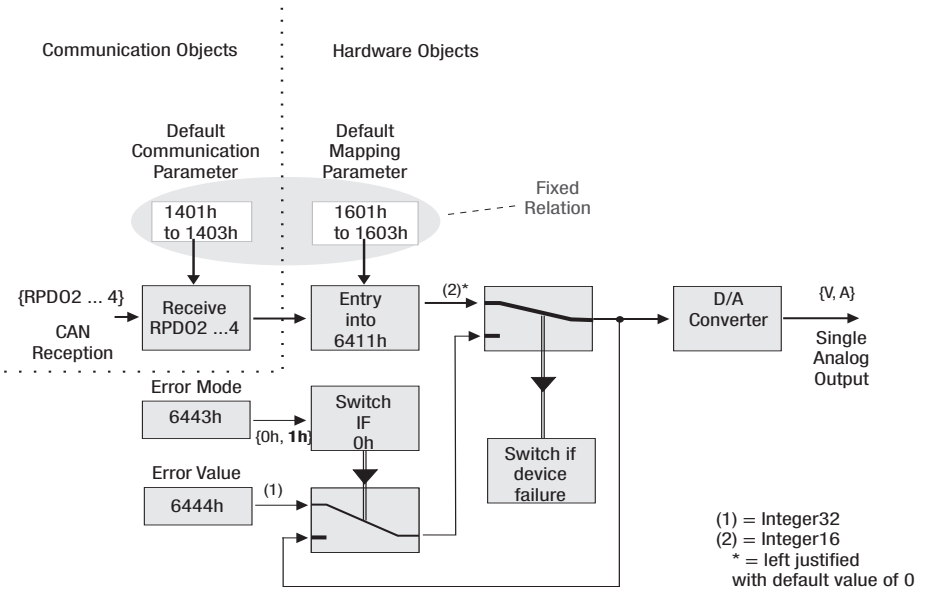 Communication Objects
Hardware Objects
Default
Communication
Parameter
Default
Mapping
Parameter
Fixed
Relation
1401h
to 1403h
1601h
to 1603h
{RPDO2 ... 4}
CAN
Reception
Receive
RPDO2 ...4
Entry
into
6411h
(2)*
D/A
Converter
{V, A}
Single
Analog
Output
Error Mode
6443h
{0h, 1h}
Switch
IF
0h
Switch if
device
failure
Error Value
6444h
(1)
(1) = Integer32
(2) = Integer16
* = left justified
with default value of 0